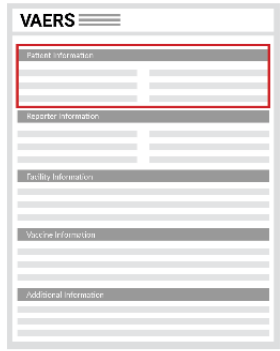 VAERS
Patient Information
Reporter Information
Facility Information
Vaccine Information
Additional Information